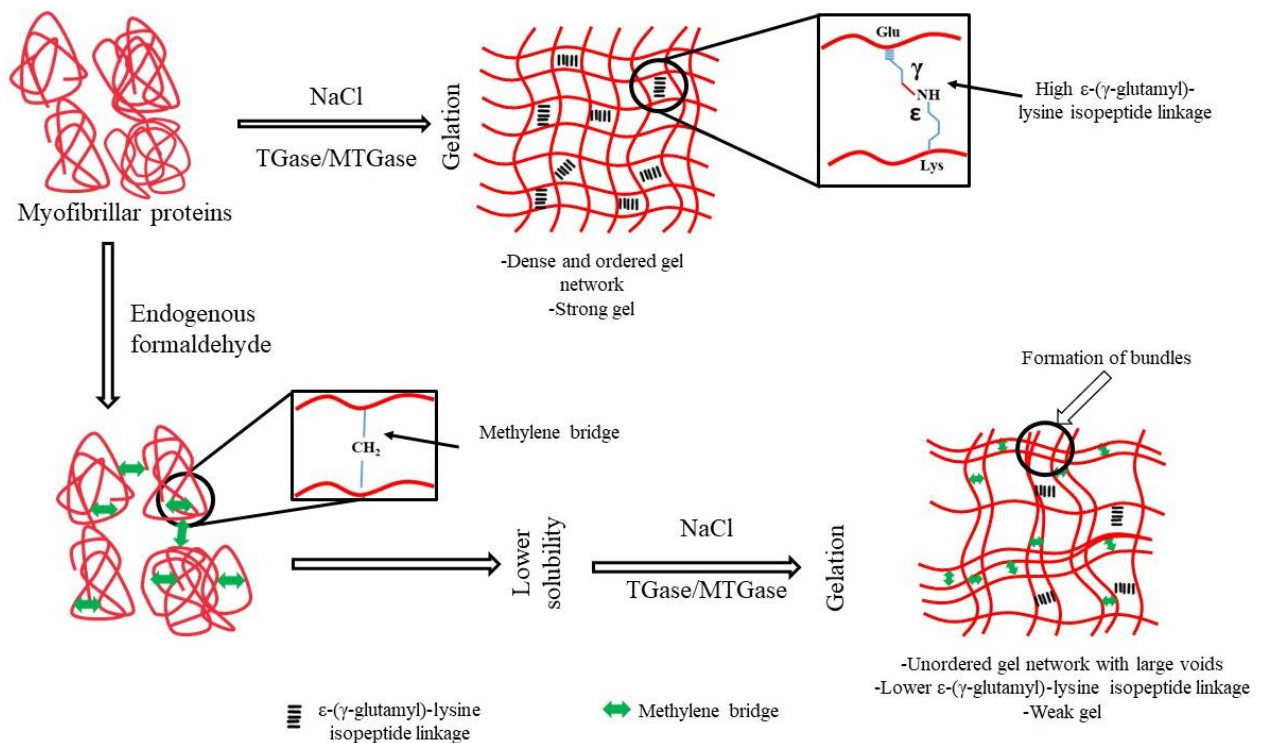 Myofibrillar proteins
NaCl
TGase/MTGase
Gelation
Glu
γ
NH
ε
Lys
High ε-(γ-glutamyl)-
lysine isopeptide linkage
-Dense and ordered gel
network
-Strong gel
Endogenous
formaldehyde
CH₂
Methylene bridge
Lower
solubility
NaCl
TGase/MTGase
Gelation
Formation of bundles
-Unordered gel network with large voids
-Lower ε-(γ-glutamyl)-lysine isopeptide linkage
-Weak gel
ε-(γ-glutamyl)-lysine
isopeptide linkage
Methylene bridge